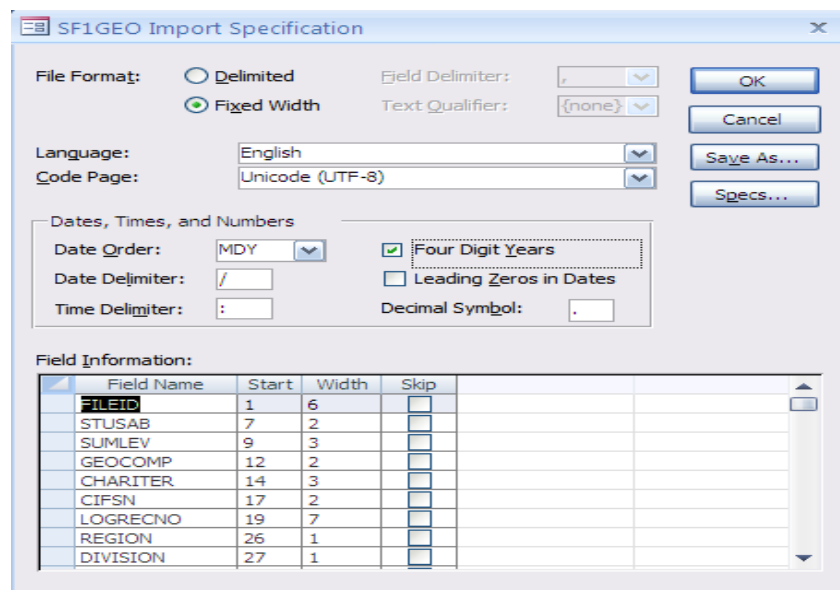 SF1GEO Import Specification
File Format: Delimited Field Delimiter: , OK
Fixed Width Text Qualifier: {none} Cancel
Language: English Save As...
Code Page: Unicode (UTF-8) Specs...
Dates, Times, and Numbers
Date Order: MDY Four Digit Years
Date Delimiter: / Leading Zeros in Dates
Time Delimiter: : Decimal Symbol: .
Field Information:
Field Name Start Width Skip
FILEID 1 6
STUSAB 7 2
SUMLEV 9 3
GEOCOMP 12 2
CHARITER 14 3
CIFSN 17 2
LOGRECNO 19 7
REGION 26 1
DIVISION 27 1